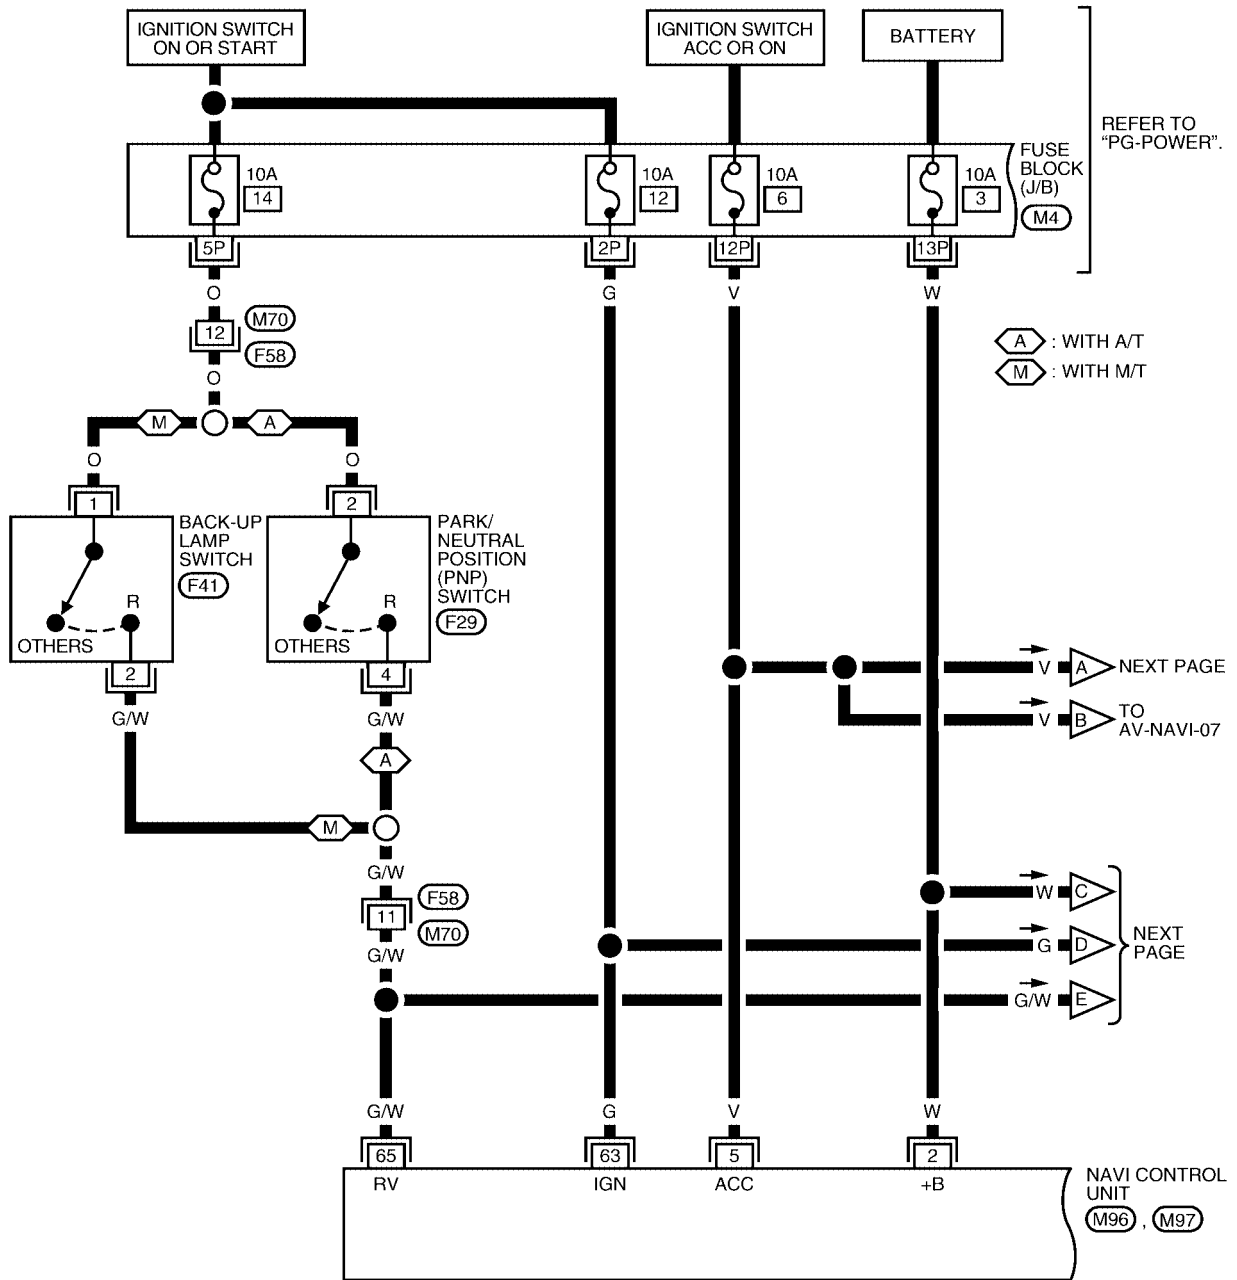 IGNITION SWITCH
ON OR START
IGNITION SWITCH
ACC OR ON
BATTERY
REFER TO
“PG-POWER”.
FUSE
BLOCK
(J/B)
M4
10A
14
10A
12
10A
6
10A
3
5P
2P
12P
13P
O
G
V
W
12
M70
F58
O
A : WITH A/T
M : WITH M/T
M
A
O
O
1
2
BACK-UP
LAMP
SWITCH
F41
PARK/
NEUTRAL
POSITION
(PNP)
SWITCH
F29
R
OTHERS
R
OTHERS
2
4
G/W
G/W
V
A
NEXT PAGE
V
B
TO
AV-NAVI-07
A
M
G/W
11
F58
M70
G/W
W
C
G
D
G/W
E
NEXT
PAGE
G/W
G
V
W
65
63
5
2
RV
IGN
ACC
+B
NAVI CONTROL
UNIT
M96 , M97